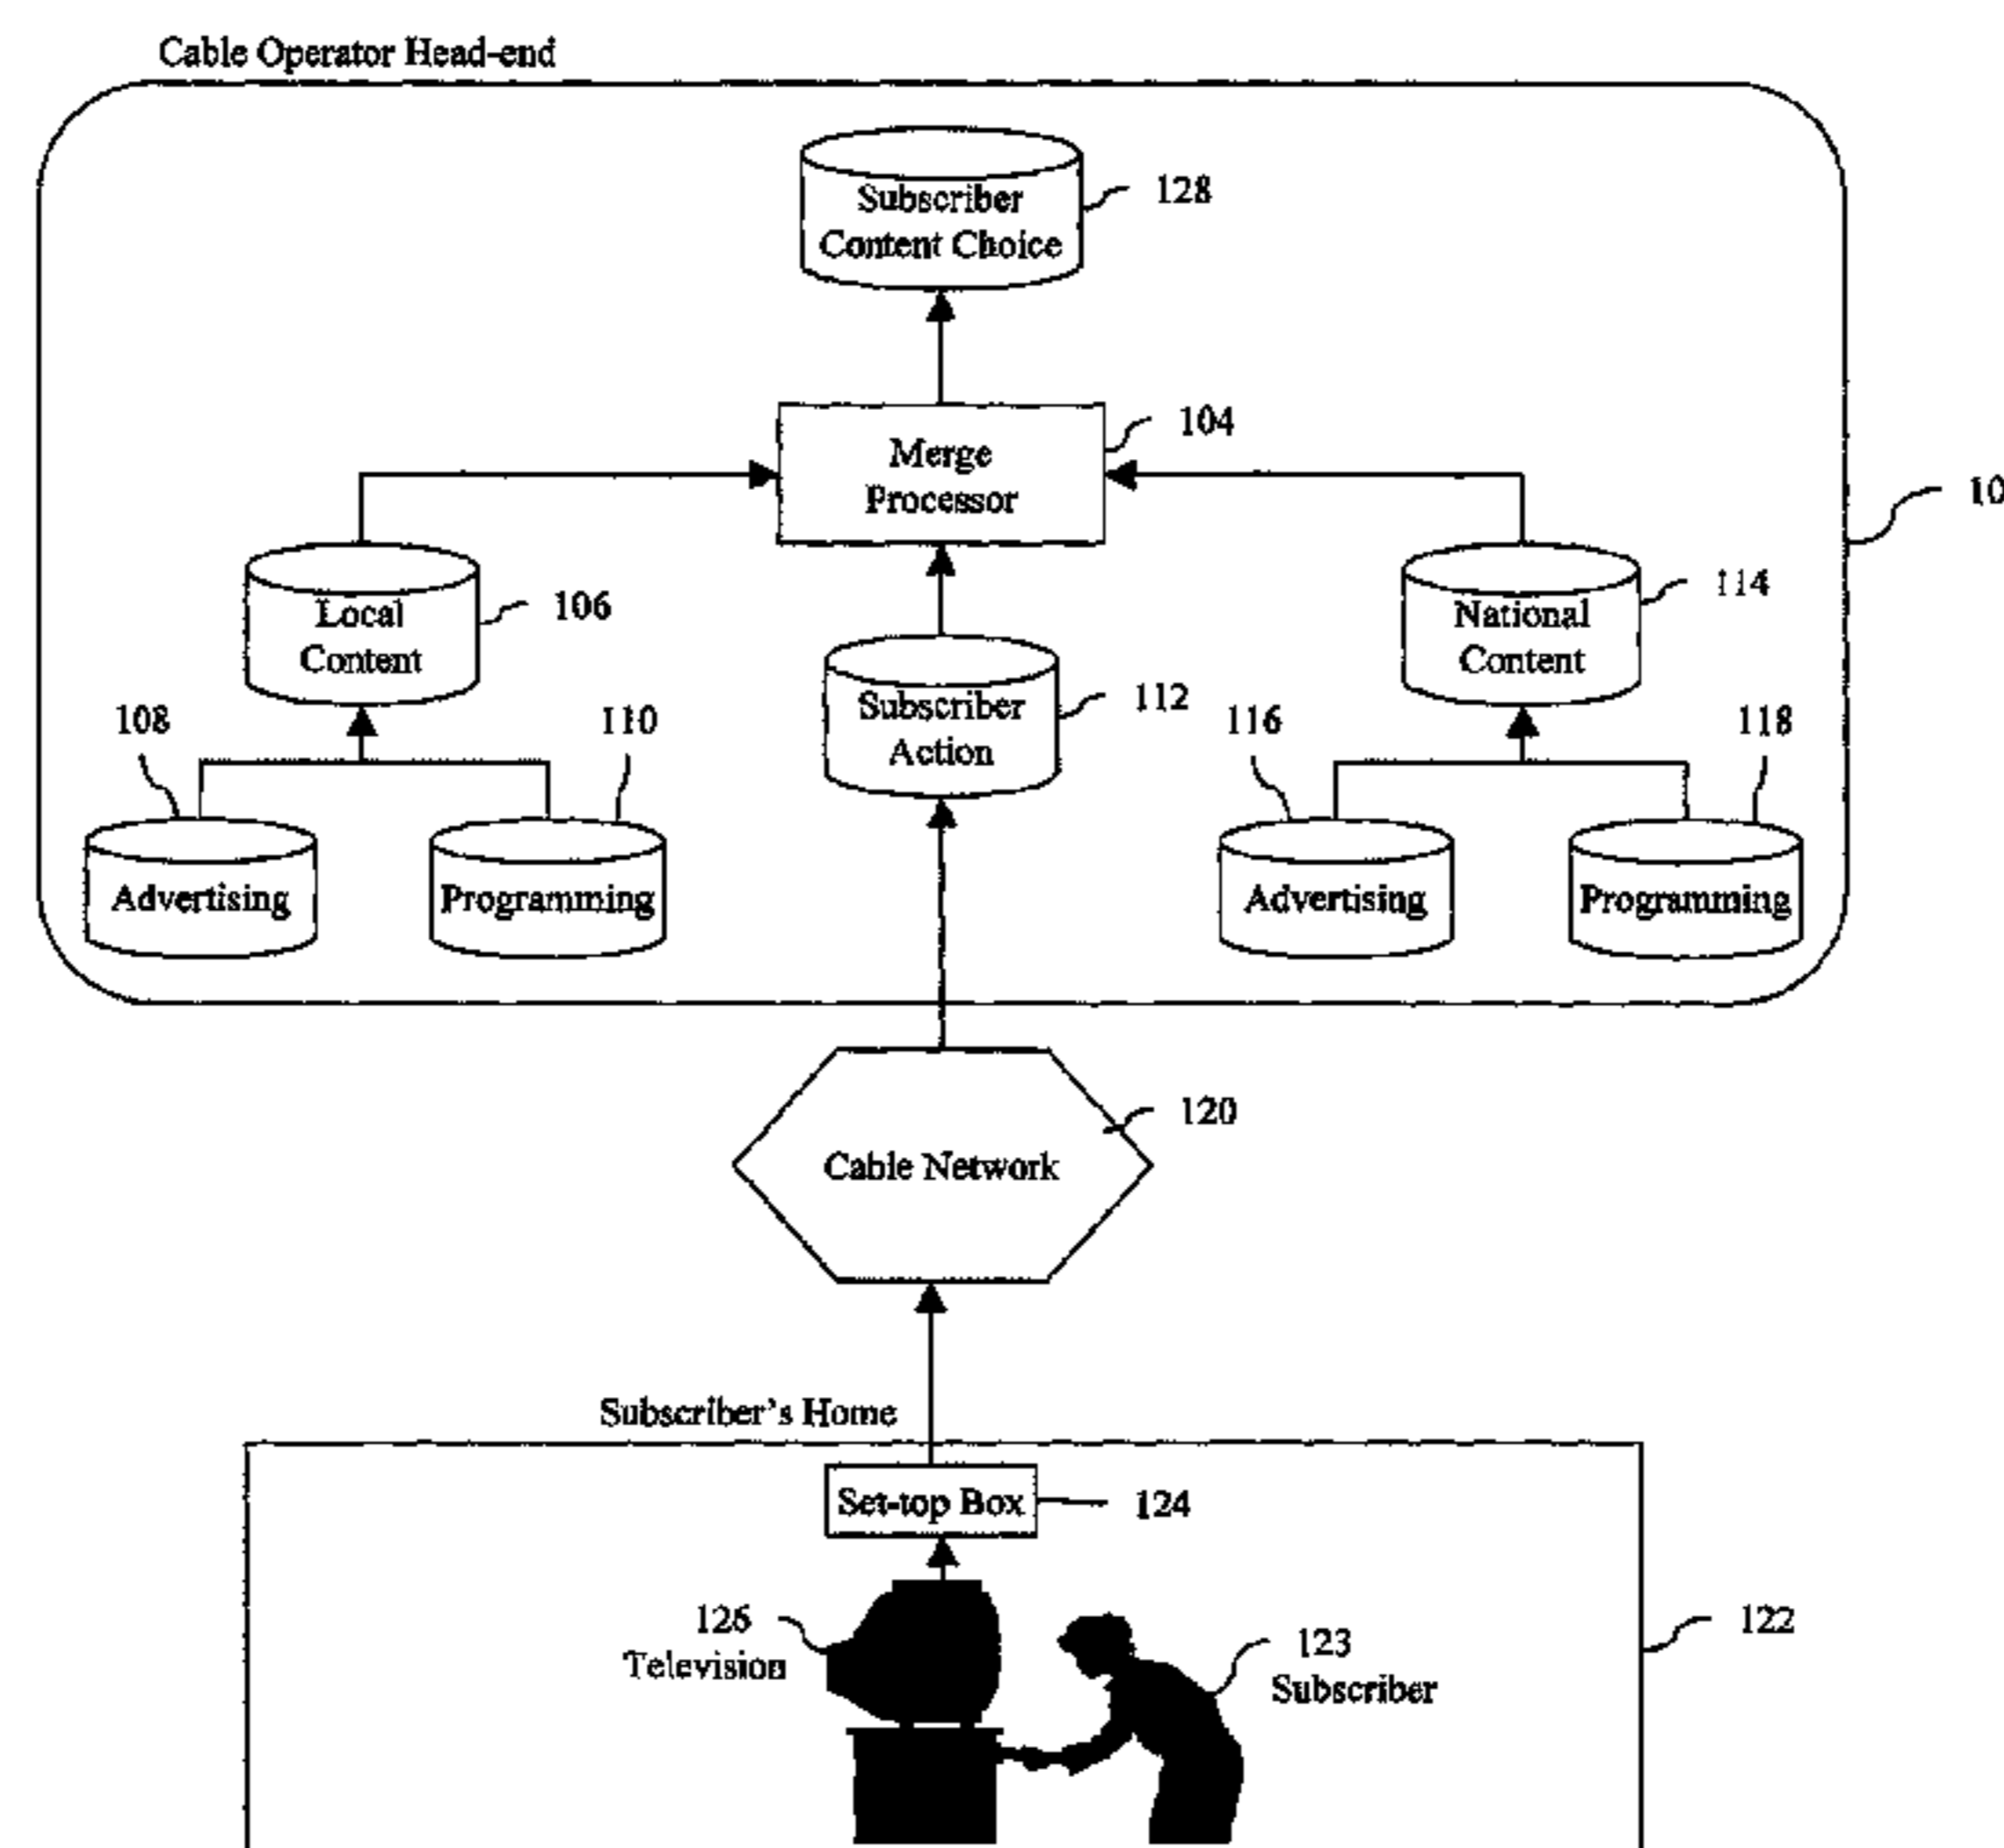 Cable Operator Head-end
Subscriber
Content Choice
128
Merge
Processor
104
10
Local
Content
106
National
Content
114
Subscriber
Action
112
108
110
116
118
Advertising
Programming
Advertising
Programming
Cable Network
120
Subscriber's Home
Set-top Box
124
126
Television
123
Subscriber
122